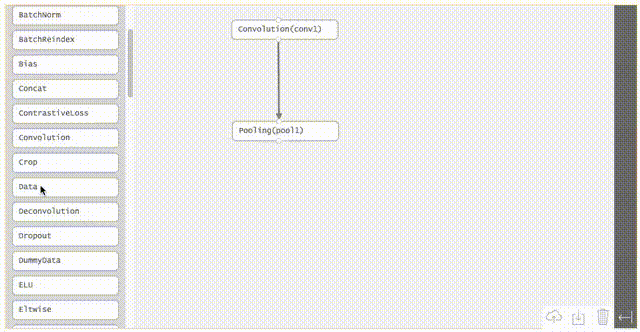 BatchNorm
BatchReindex
Bias
Concat
ContrastiveLoss
Convolution
Crop
Data
Deconvolution
Dropout
DummyData
ELU
Eltwise
Convolution(conv1)
Pooling(pool1)